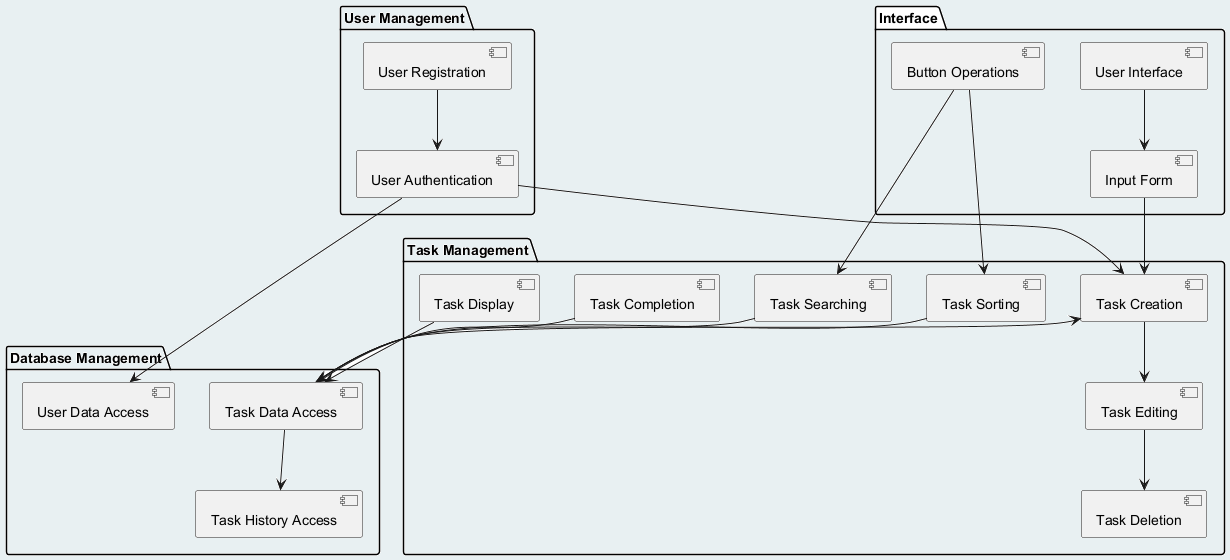 User Management
Interface
User Registration
Button Operations
User Interface
User Authentication
Input Form
Task Management
Task Display
Task Completion
Task Searching
Task Sorting
Task Creation
Database Management
User Data Access
Task Data Access
Task Editing
Task History Access
Task Deletion